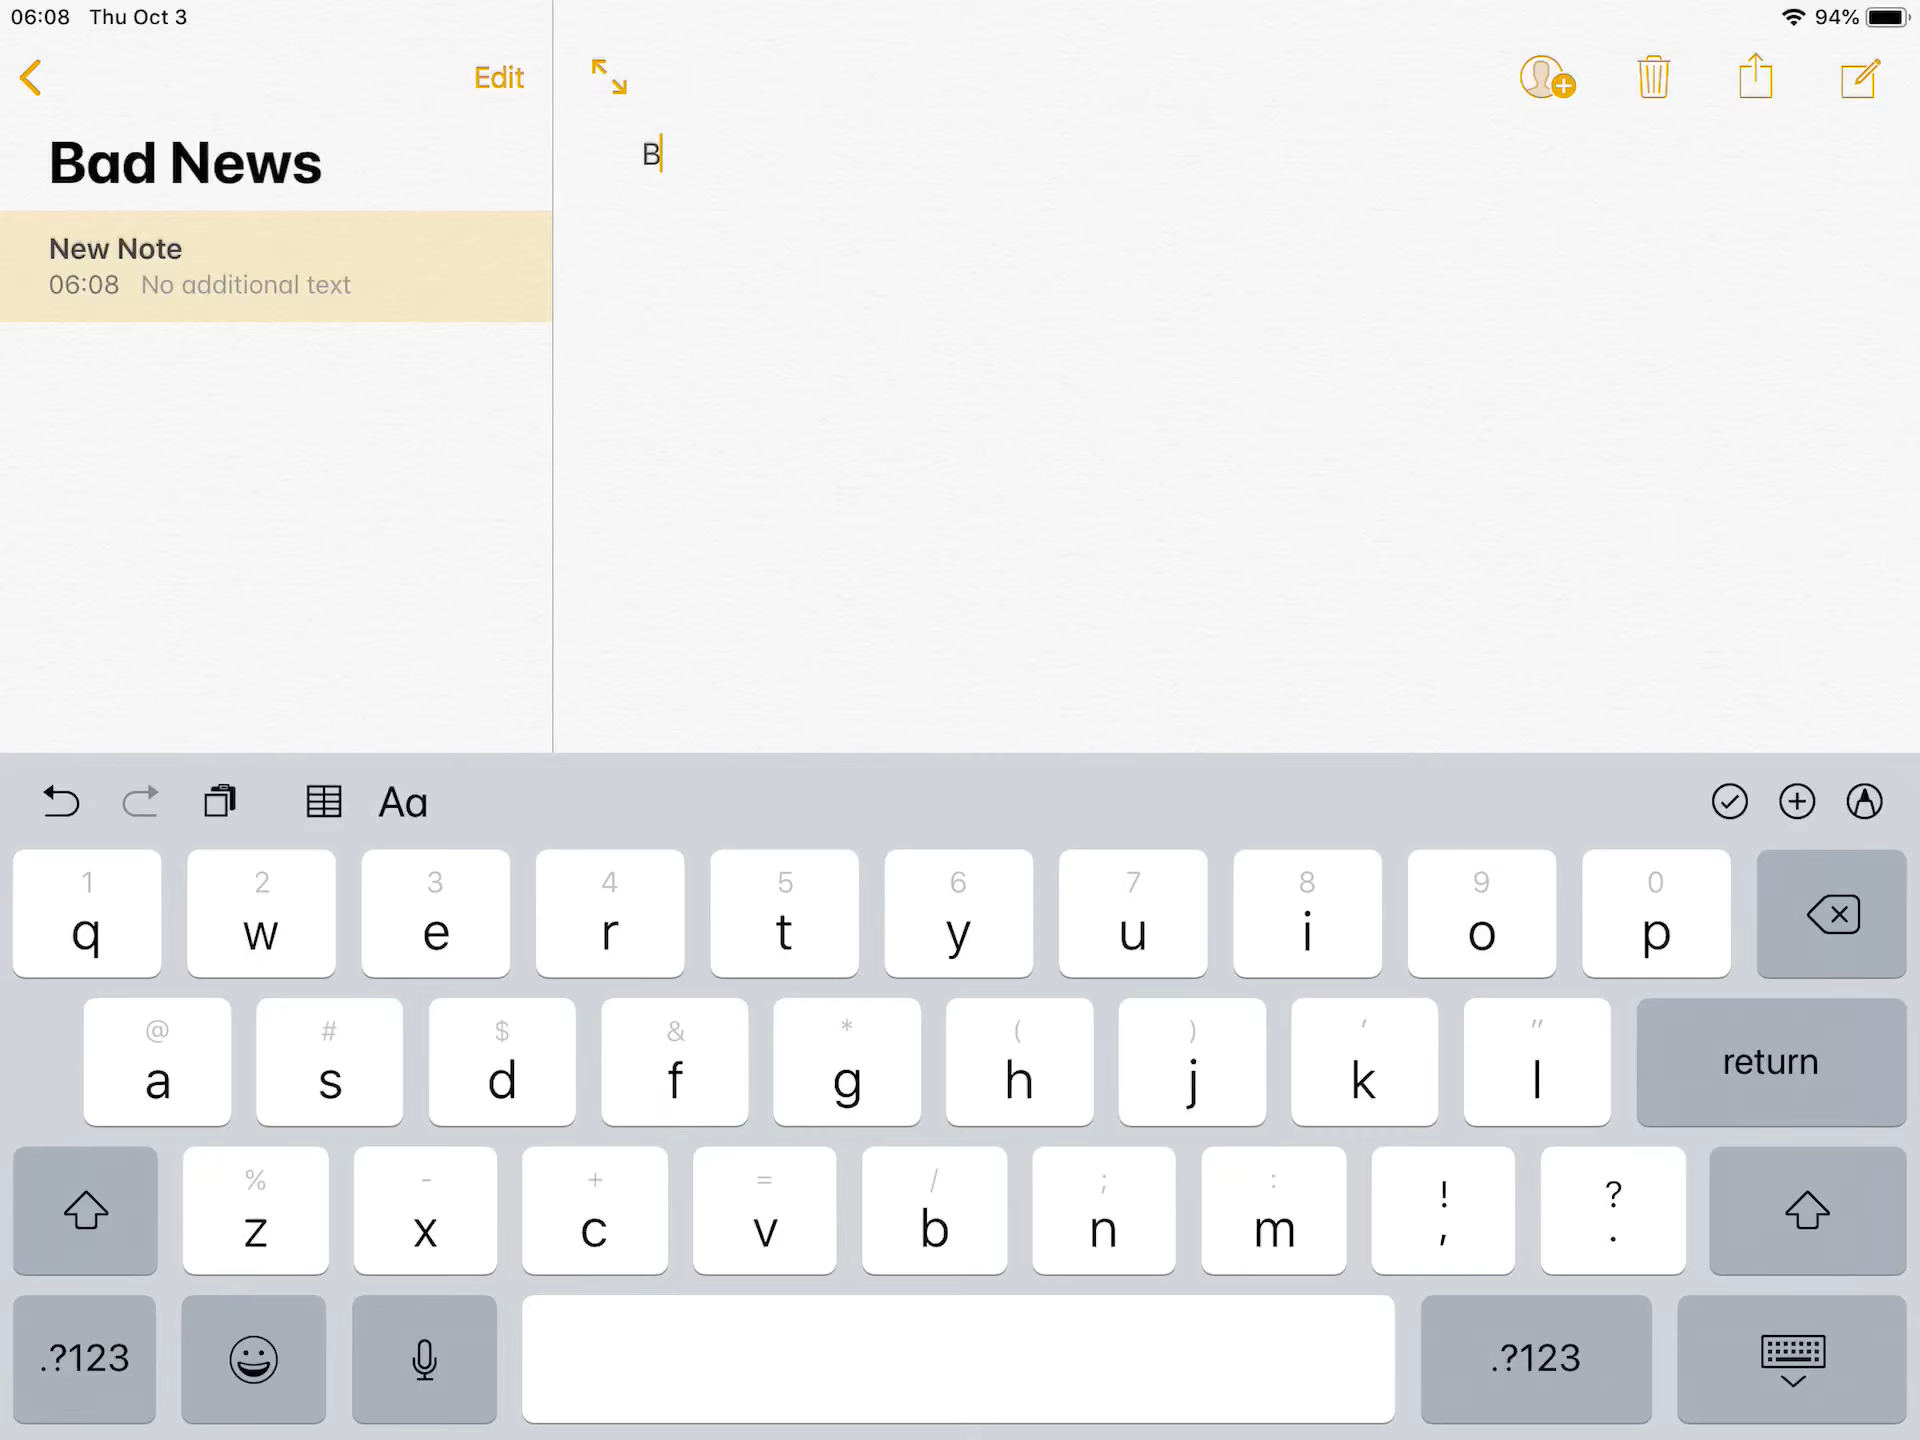 06:08 Thu Oct 3
94%
Edit
Bad News
B
New Note
06:08 No additional text
Aa
1 2 3 4 5 6 7 8 9 0
q w e r t y u i o p
@ # $ & * ( ) ' "
a s d f g h j k l return
% - + = / ; : ! ?
z x c v b n m , .
.?123 .?123